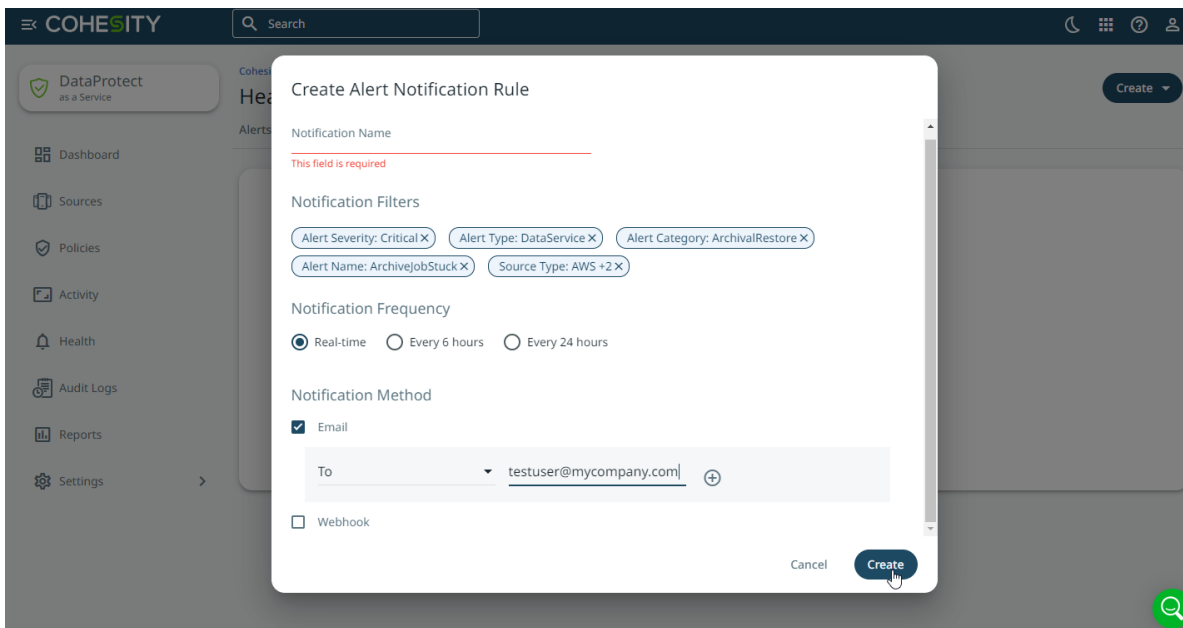 COHESITY
Search
DataProtect
as a Service
Cohesi
Hea
Create
Alerts
Dashboard
Sources
Policies
Activity
Health
Audit Logs
Reports
Settings
Create Alert Notification Rule
Notification Name
This field is required
Notification Filters
Alert Severity: Critical Alert Type: DataService Alert Category: ArchivalRestore
Alert Name: ArchiveJobStuck Source Type: AWS +2
Notification Frequency
Real-time Every 6 hours Every 24 hours
Notification Method
Email
To testuser@mycompany.com
Webhook
Cancel Create